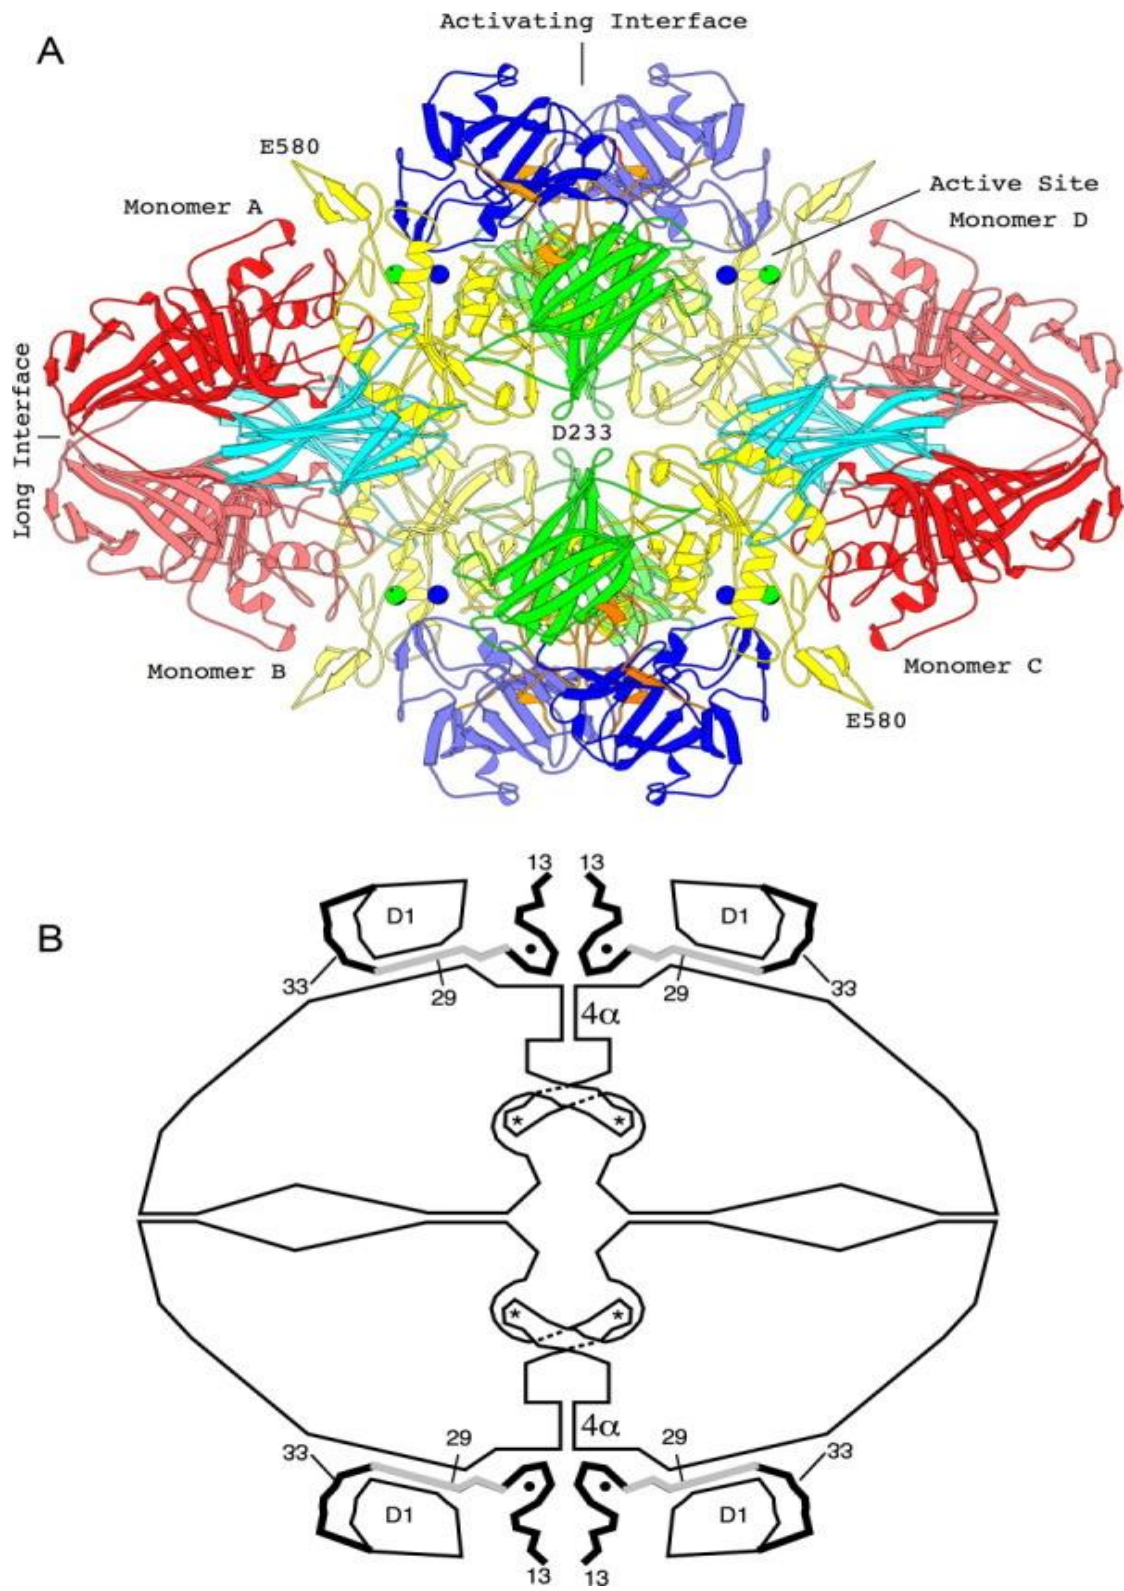 Activating Interface
A
E580
Active Site
Monomer A
Monomer D
Long Interface
D233
Monomer B
Monomer C
E580
B
13 13
D1 D1
33 29 29 33
4α
* *
* *
4α
33 29 29 33
D1 D1
13 13